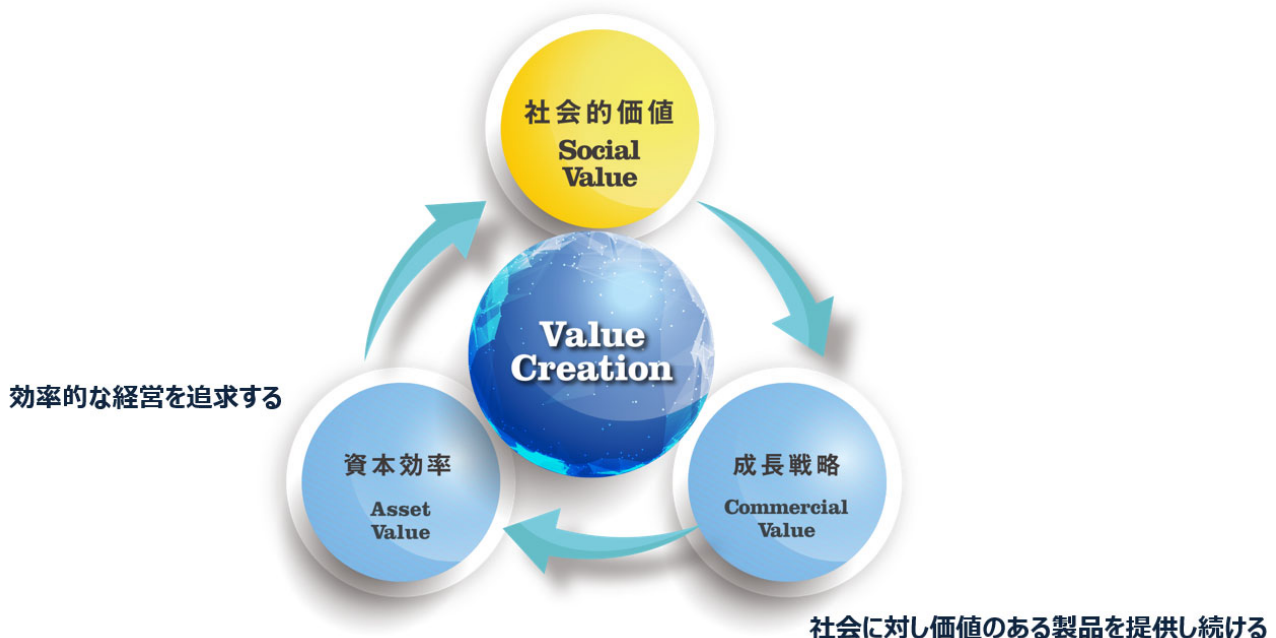 社会的価値
Social
Value
Value
Creation
効率的な経営を追求する
資本効率
Asset
Value
成長戦略
Commercial
Value
社会に対し価値のある製品を提供し続ける